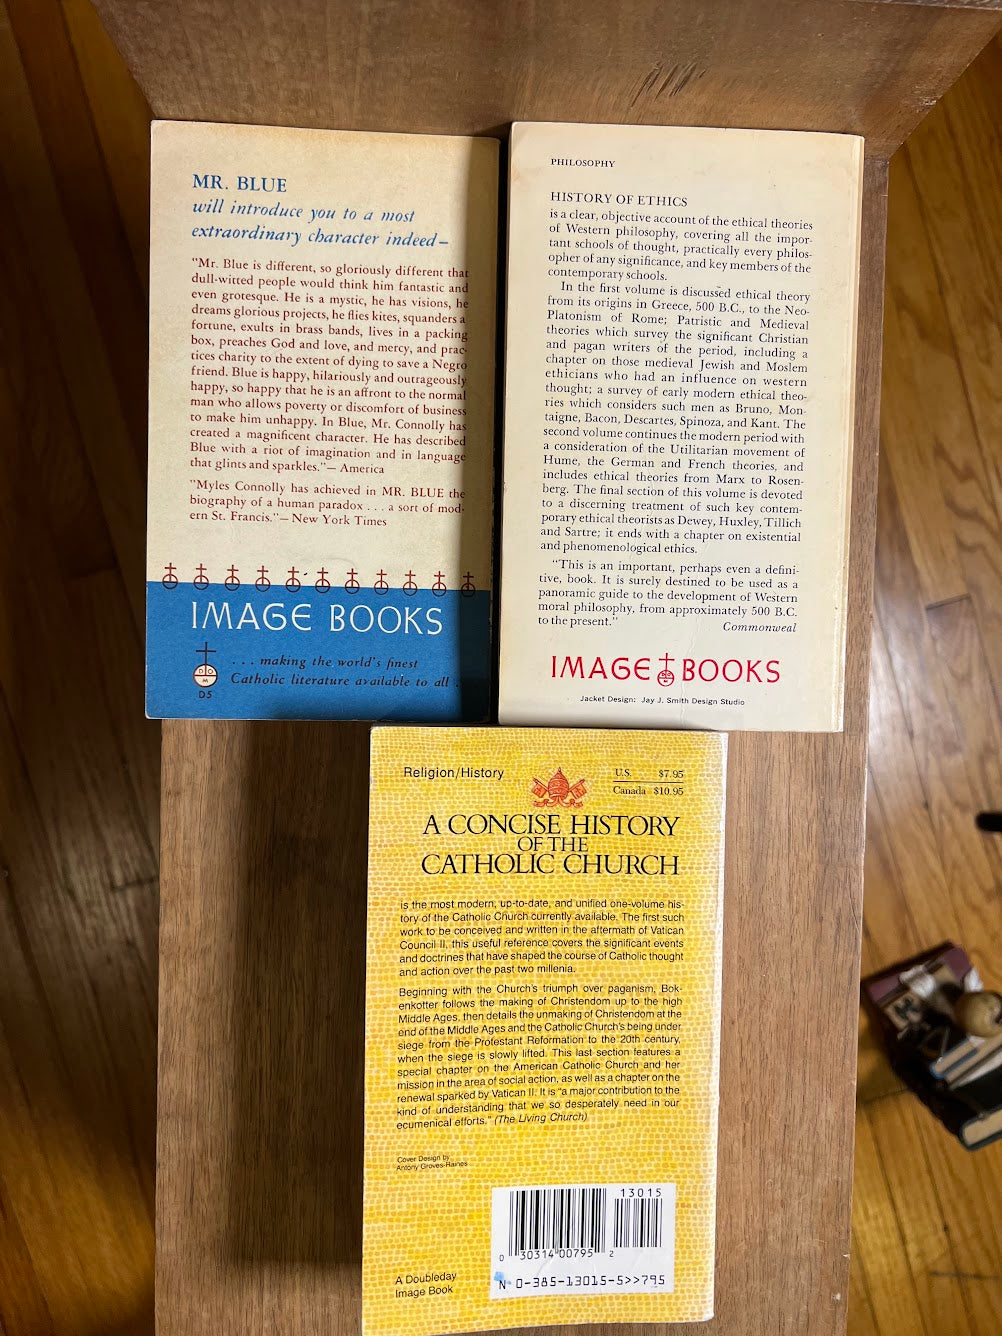 MR. BLUE
will introduce you to a most
extraordinary character indeed—
"Mr. Blue is different, so gloriously different that
dull-witted people would think him fantastic and
even grotesque. He is a mystic, he has visions, he
dreams glorious projects, he flies kites, squanders a
fortune, exults in brass bands, lives in a packing
box, preaches God and love, and mercy, and prac-
tices charity to the extent of dying to save a Negro
friend. Blue is happy, hilariously and outrageously
happy, so happy that he is an affront to the normal
man who allows poverty or discomfort of business
to make him unhappy. In Blue, Mr. Connolly has
created a magnificent character. He has described
Blue with a riot of imagination and in language
that glints and sparkles."— America
"Myles Connolly has achieved in MR. BLUE the
biography of a human paradox . . . a sort of mod-
ern St. Francis."— New York Times
IMAGE BOOKS
. . . making the world's finest
Catholic literature available to all .
D O M
D5
PHILOSOPHY
HISTORY OF ETHICS
is a clear, objective account of the ethical theories
of Western philosophy, covering all the impor-
tant schools of thought, practically every philos-
opher of any significance, and key members of the
contemporary schools.
In the first volume is discussed ethical theory
from its origins in Greece, 500 B.C., to the Neo-
Platonism of Rome; Patristic and Medieval
theories which survey the significant Christian
and pagan writers of the period, including a
chapter on those medieval Jewish and Moslem
ethicians who had an influence on western
thought; a survey of early modern ethical theo-
ries which considers such men as Bruno, Mon-
taigne, Bacon, Descartes, Spinoza, and Kant. The
second volume continues the modern period with
a consideration of the Utilitarian movement of
Hume, the German and French theories, and
includes ethical theories from Marx to Rosen-
berg. The final section of this volume is devoted
to a discerning treatment of such key contem-
porary ethical theorists as Dewey, Huxley, Tillich
and Sartre; it ends with a chapter on existential
and phenomenological ethics.
"This is an important, perhaps even a defini-
tive, book. It is surely destined to be used as a
panoramic guide to the development of Western
moral philosophy, from approximately 500 B.C.
to the present."
Commonweal
IMAGE BOOKS
Jacket Design: Jay J. Smith Design Studio
Religion/History
U.S. $7.95
Canada $10.95
A CONCISE HISTORY
OF THE
CATHOLIC CHURCH
is the most modern, up-to-date, and unified one-volume his-
tory of the Catholic Church currently available. The first such
work to be conceived and written in the aftermath of Vatican
Council II, this useful reference covers the significant events
and doctrines that have shaped the course of Catholic thought
and action over the past two millenia.
Beginning with the Church's triumph over paganism, Bok-
enkotter follows the making of Christendom up to the high
Middle Ages, then details the unmaking of Christendom at the
end of the Middle Ages and the Catholic Church's being under
siege from the Protestant Reformation to the 20th century,
when the siege is slowly lifted. This last section features a
special chapter on the American Catholic Church and her
mission in the area of social action, as well as a chapter on the
renewal sparked by Vatican II. It is "a major contribution to the
kind of understanding that we so desperately need in our
ecumenical efforts." (The Living Church)
Cover Design by
Antony Groves-Raines
13015
0 30314 00795 2
N 0-385-13015-5>>795
A Doubleday
Image Book